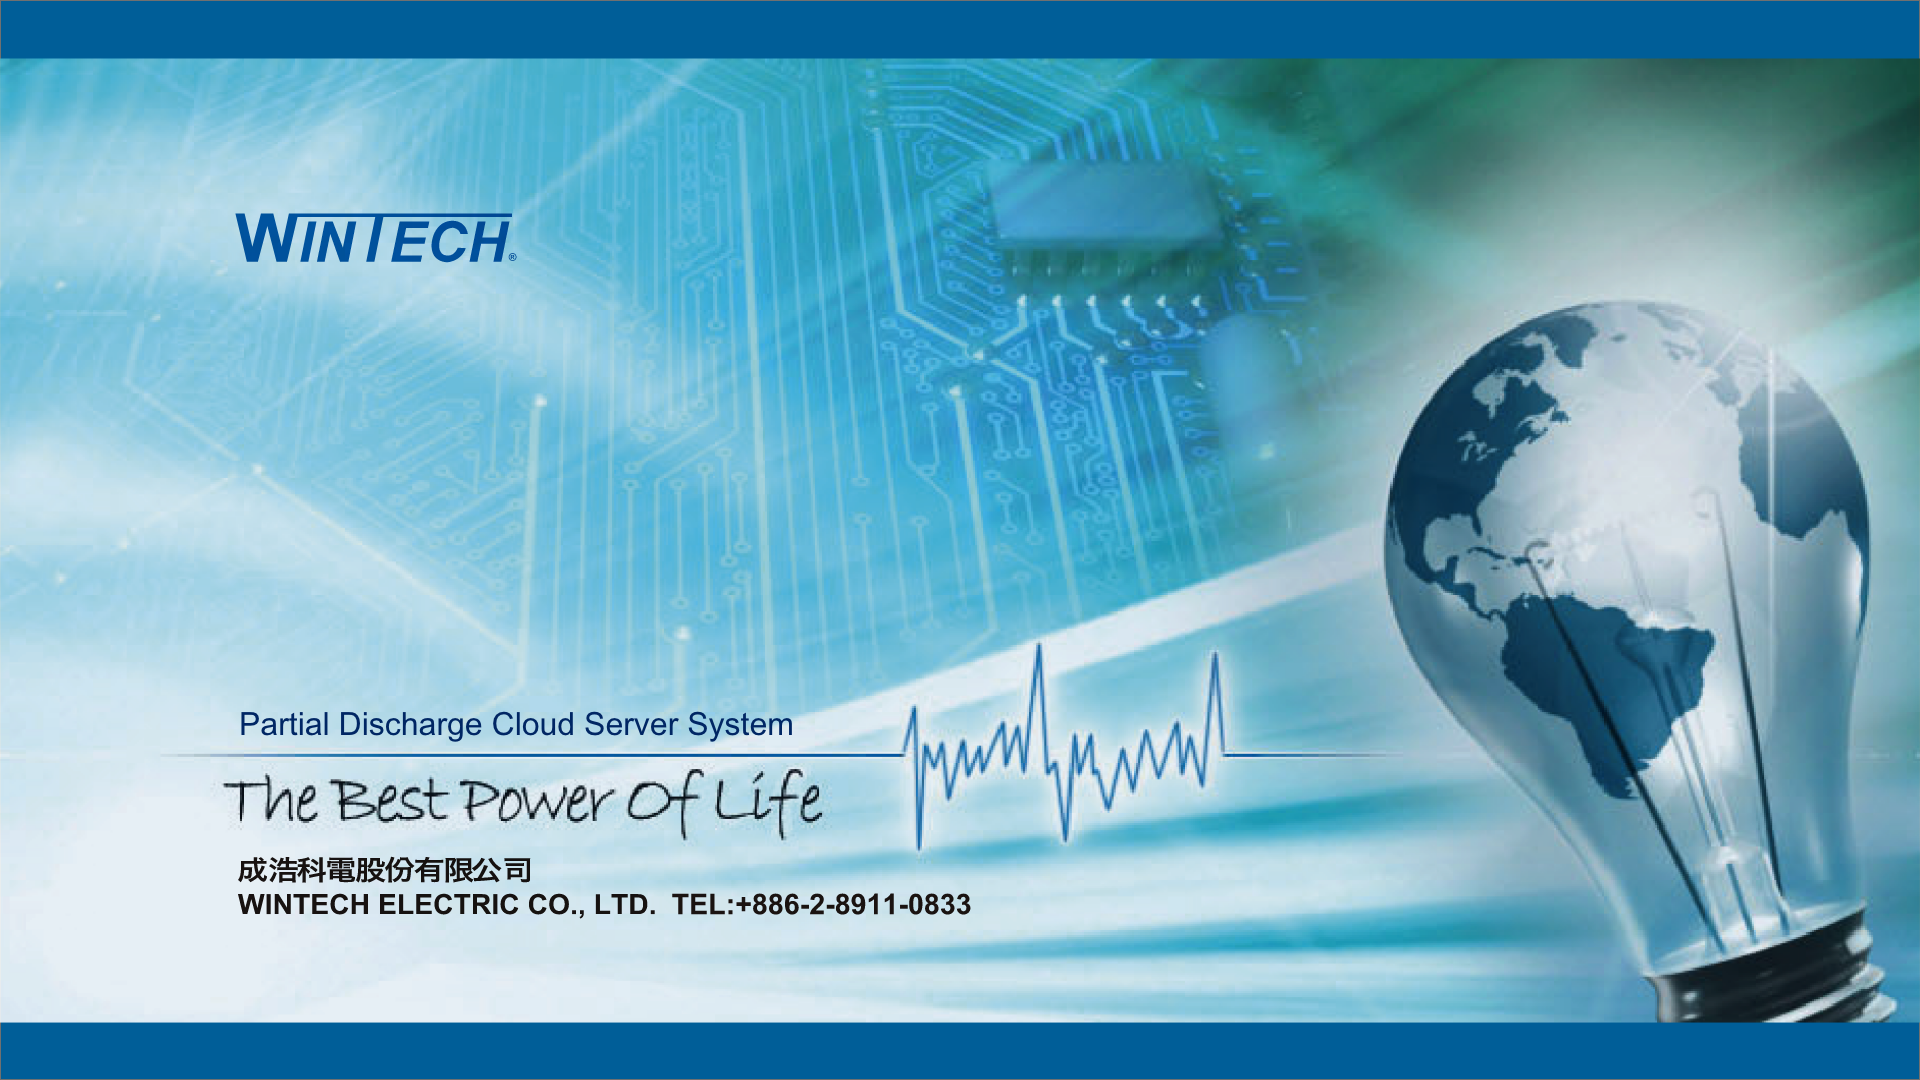 WINTECH®
Partial Discharge Cloud Server System
The Best Power Of Life
成浩科電股份有限公司
WINTECH ELECTRIC CO., LTD. TEL:+886-2-8911-0833